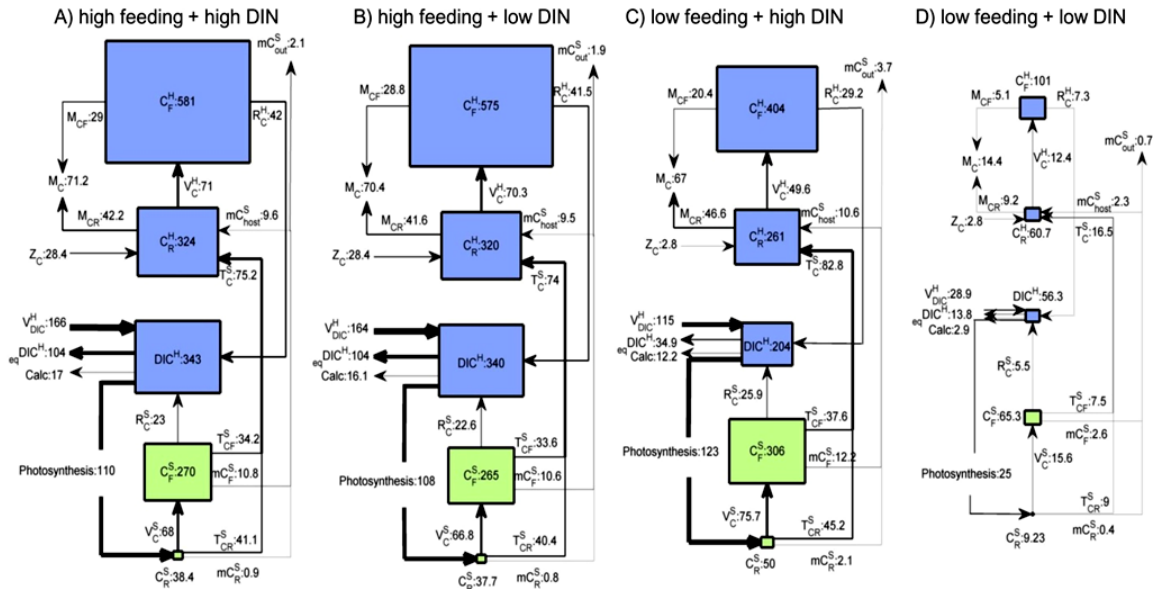 A) high feeding + high DIN
mC^S_out:2.1
C^H_F:581
M_CF:29
R^H_C:42
M_C:71.2
V^H_C:71
M_CR:42.2
mC^S_host:9.6
C^H_R:324
Z_C:28.4
T^S_C:75.2
V^H_DIC:166
DIC^H:104
eq
DIC^H:343
Calc:17
R^S_C:23
T^S_CF:34.2
Photosynthesis:110
C^S_F:270
mC^S_F:10.8
V^S_C:68
T^S_CR:41.1
C^S_R:38.4
mC^S_R:0.9
B) high feeding + low DIN
mC^S_out:1.9
M_CF:28.8
R^H_C:41.5
C^H_F:575
M_C:70.4
V^H_C:70.3
M_CR:41.6
mC^S_host:9.5
C^H_R:320
Z_C:28.4
T^S_C:74
V^H_DIC:164
DIC^H:104
eq
DIC^H:340
Calc:16.1
R^S_C:22.6
T^S_CF:33.6
Photosynthesis:108
C^S_F:265
mC^S_F:10.6
V^S_C:66.8
T^S_CR:40.4
C^S_R:37.7
mC^S_R:0.8
C) low feeding + high DIN
mC^S_out:3.7
M_CF:20.4
R^H_C:29.2
C^H_F:404
M_C:67
V^H_C:49.6
M_CR:46.6
mC^S_host:10.6
C^H_R:261
Z_C:2.8
T^S_C:82.8
V^H_DIC:115
DIC^H:34.9
eq
DIC^H:204
Calc:12.2
R^S_C:25.9
T^S_CF:37.6
Photosynthesis:123
C^S_F:306
mC^S_F:12.2
V^S_C:75.7
T^S_CR:45.2
C^S_R:50
mC^S_R:2.1
D) low feeding + low DIN
C^H_F:101
M_CF:5.1
R^H_C:7.3
mC^S_out:0.7
M_C:14.4
V^H_C:12.4
M_CR:9.2
mC^S_host:2.3
Z_C:2.8
C^H_R:60.7
T^S_C:16.5
V^H_DIC:28.9
DIC^H:56.3
DIC^H:13.8
eq
Calc:2.9
R^S_C:5.5
T^S_CF:7.5
C^S_F:65.3
mC^S_F:2.6
V^S_C:15.6
Photosynthesis:25
T^S_CR:9
C^S_R:9.23
mC^S_R:0.4